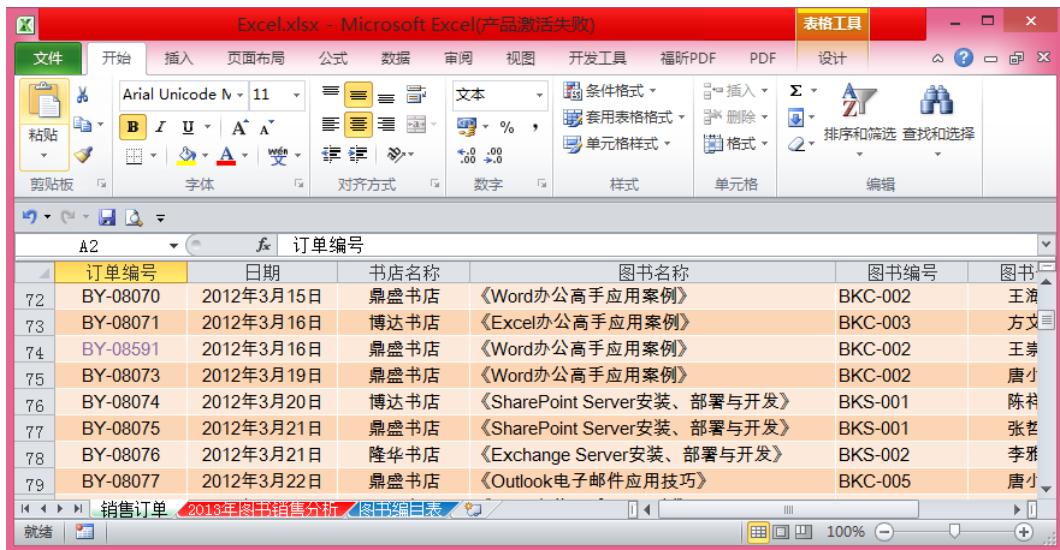 Excel.xlsx - Microsoft Excel(产品激活失败)
表格工具
文件 开始 插入 页面布局 公式 数据 审阅 视图 开发工具 福昕PDF PDF 设计
粘贴 Arial Unicode 11 文本 条件格式 插入 Σ
B I U A A wén 变 % , 套用表格格式 删除 排序和筛选 查找和选择
单元格样式 格式
剪贴板 字体 对齐方式 数字 样式 单元格 编辑
A2 fx 订单编号
订单编号 日期 书店名称 图书名称 图书编号 图书
72 BY-08070 2012年3月15日 鼎盛书店 《Word办公高手应用案例》 BKC-002 王海
73 BY-08071 2012年3月16日 博达书店 《Excel办公高手应用案例》 BKC-003 方文
74 BY-08591 2012年3月16日 鼎盛书店 《Word办公高手应用案例》 BKC-002 王崇
75 BY-08073 2012年3月19日 鼎盛书店 《Word办公高手应用案例》 BKC-002 唐小
76 BY-08074 2012年3月20日 博达书店 《SharePoint Server安装、部署与开发》 BKS-001 陈祥
77 BY-08075 2012年3月21日 鼎盛书店 《SharePoint Server安装、部署与开发》 BKS-001 张哲
78 BY-08076 2012年3月21日 隆华书店 《Exchange Server安装、部署与开发》 BKS-002 李雅
79 BY-08077 2012年3月22日 鼎盛书店 《Outlook电子邮件应用技巧》 BKC-005 唐小
销售订单 2013年图书销售分析 图书编目表
就绪 100%